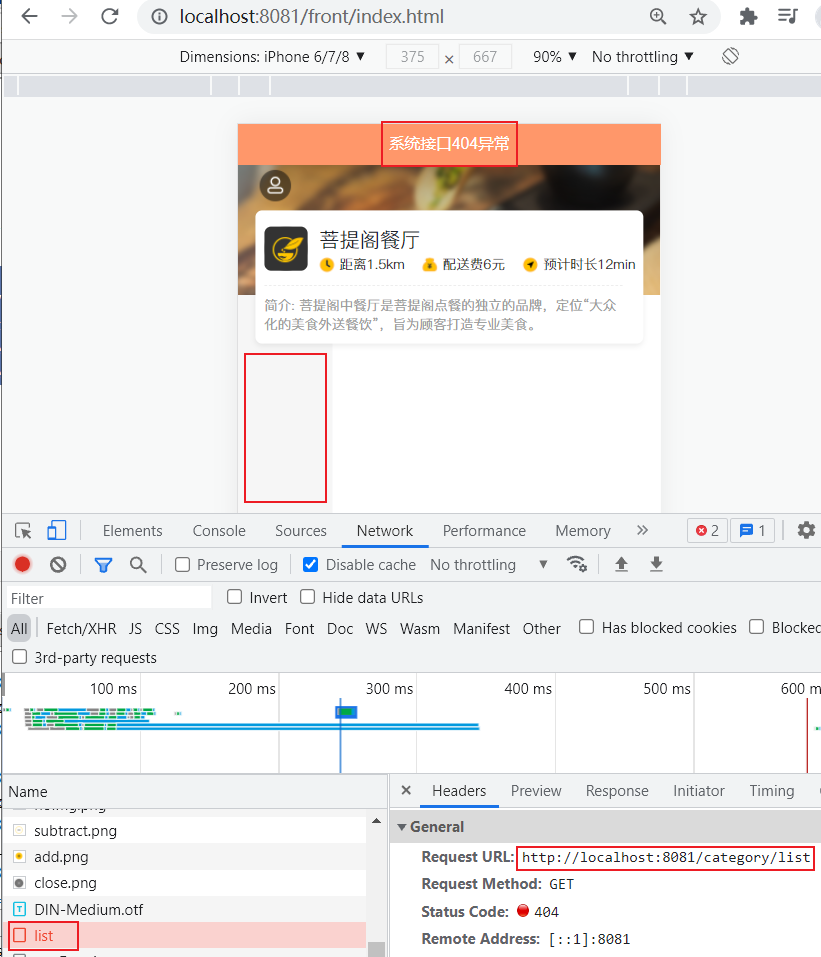 localhost:8081/front/index.html
Dimensions: iPhone 6/7/8 ▼ 375 × 667 90% ▼ No throttling ▼
系统接口404异常
菩提阁餐厅
距离1.5km 配送费6元 预计时长12min
简介: 菩提阁中餐厅是菩提阁点餐的独立的品牌，定位“大众
化的美食外送餐饮”，旨为顾客打造专业美食。
Elements Console Sources Network Performance Memory » 2 1
Preserve log Disable cache No throttling ▼
Filter Invert Hide data URLs
All Fetch/XHR JS CSS Img Media Font Doc WS Wasm Manifest Other Has blocked cookies Blocked
3rd-party requests
100 ms 200 ms 300 ms 400 ms 500 ms 600 m
Name × Headers Preview Response Initiator Timing
subtract.png
add.png
close.png
DIN-Medium.otf
list
▼ General
Request URL: http://localhost:8081/category/list
Request Method: GET
Status Code: 404
Remote Address: [::1]:8081